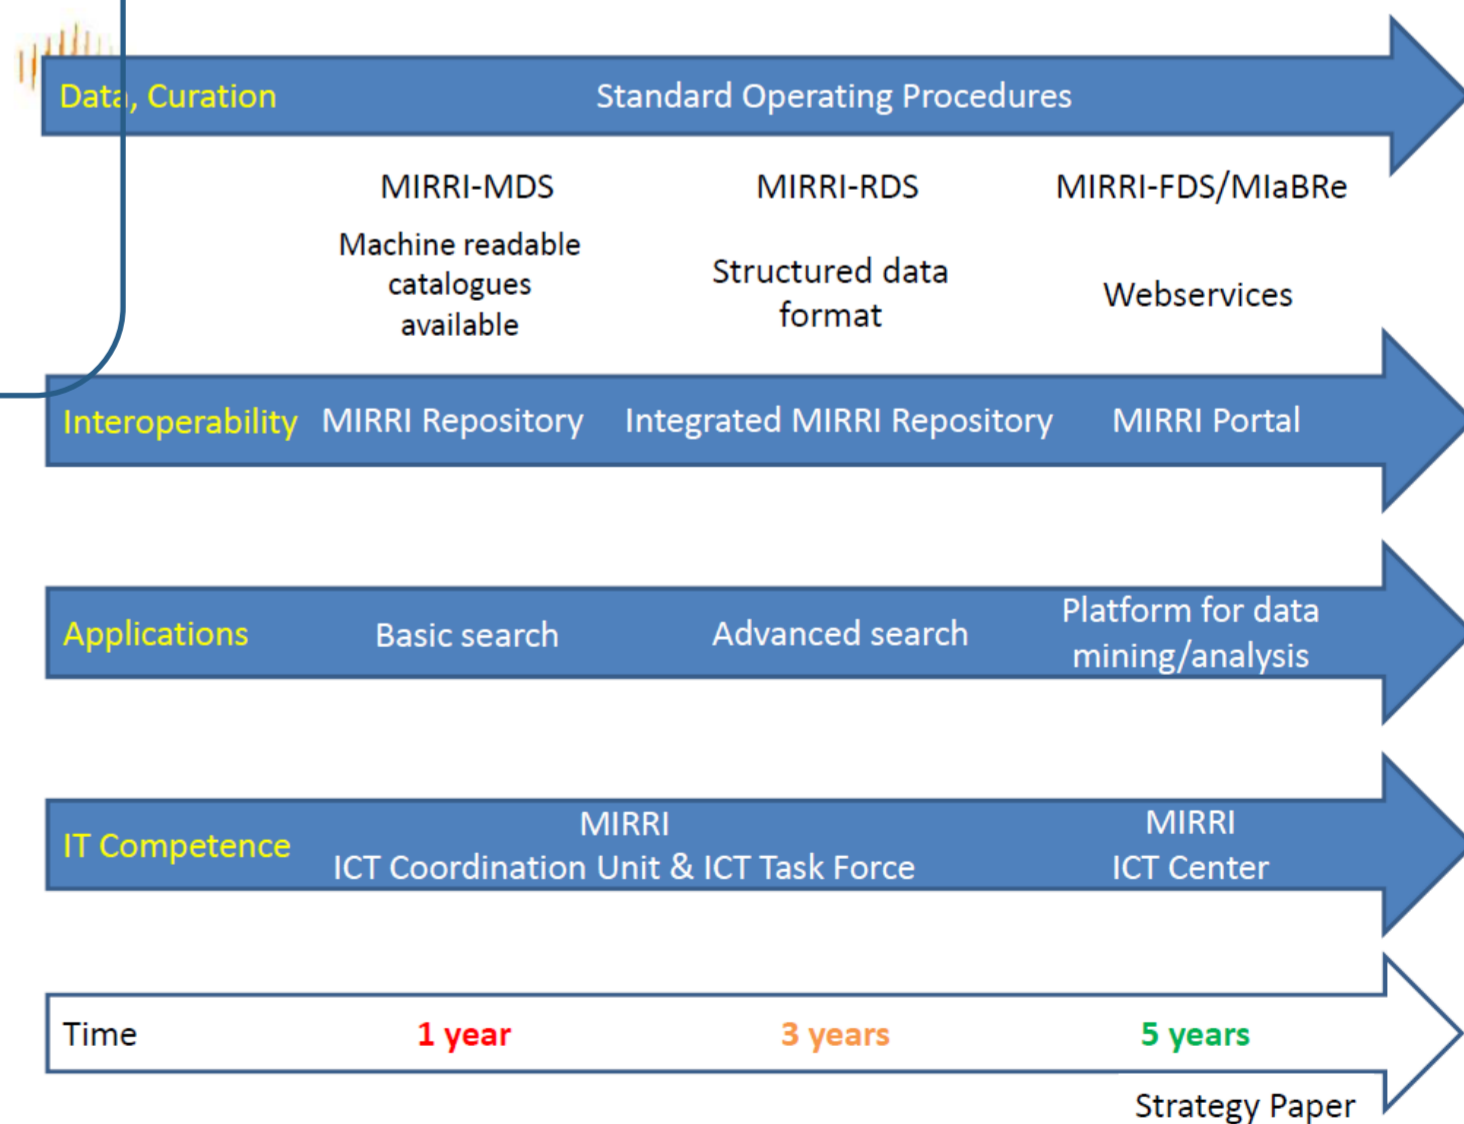 Data, Curation Standard Operating Procedures
MIRRI-MDS MIRRI-RDS MIRRI-FDS/MIaBRe
Machine readable
catalogues
available
Structured data
format
Webservices
Interoperability MIRRI Repository Integrated MIRRI Repository MIRRI Portal
Applications Basic search Advanced search
Platform for data
mining/analysis
IT Competence
MIRRI
ICT Coordination Unit & ICT Task Force
MIRRI
ICT Center
Time 1 year 3 years 5 years
Strategy Paper